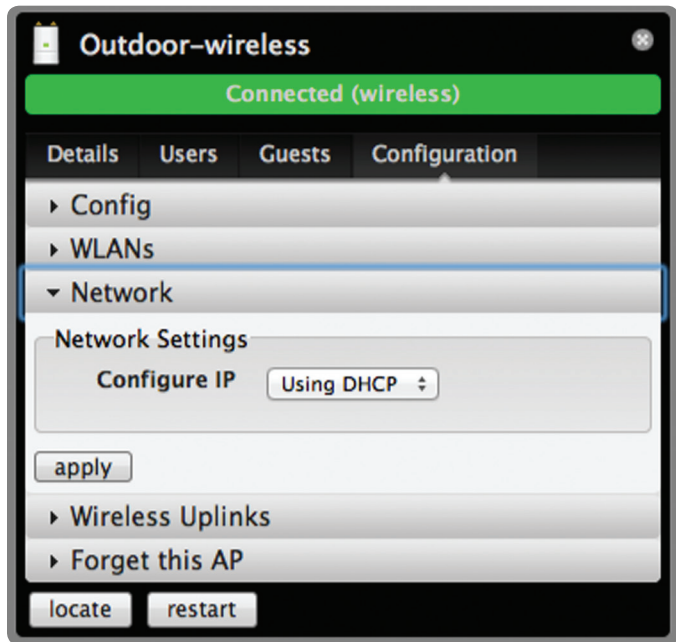 Outdoor-wireless
Connected (wireless)
Details Users Guests Configuration
Config
WLANs
Network
Network Settings
Configure IP Using DHCP
apply
Wireless Uplinks
Forget this AP
locate restart